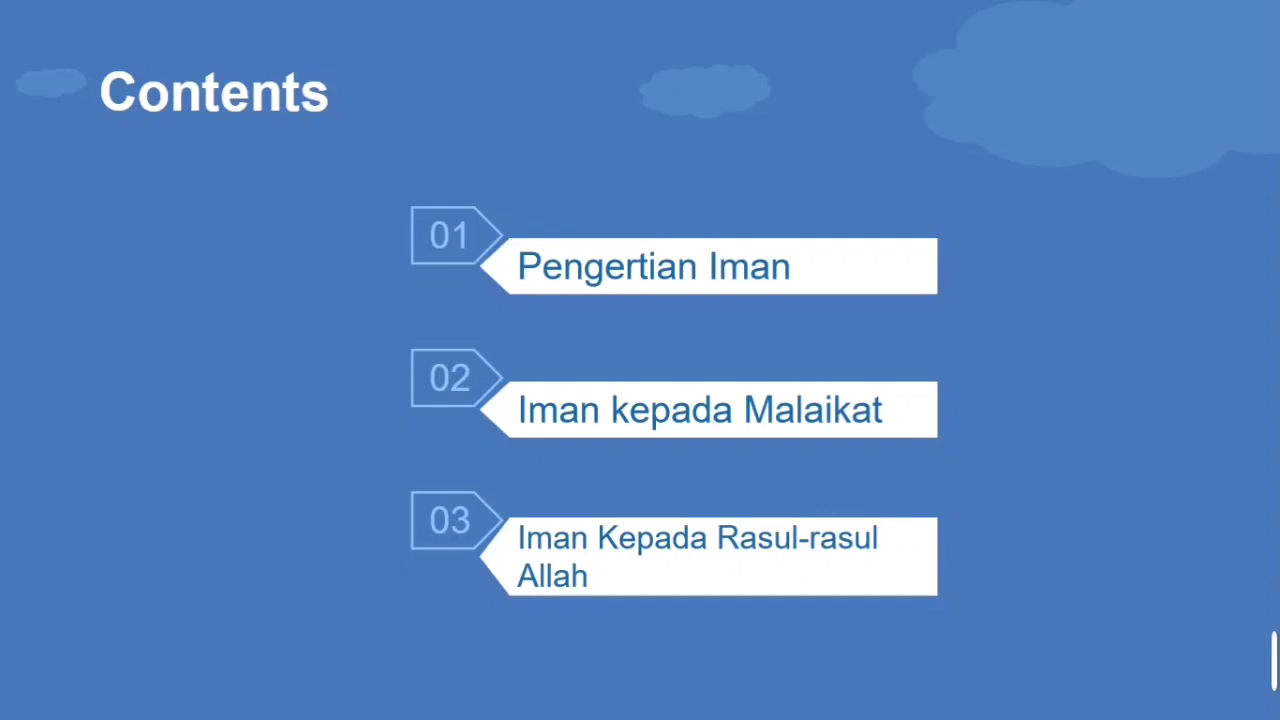 Contents
01
Pengertian Iman
02
Iman kepada Malaikat
03
Iman Kepada Rasul-rasul
Allah